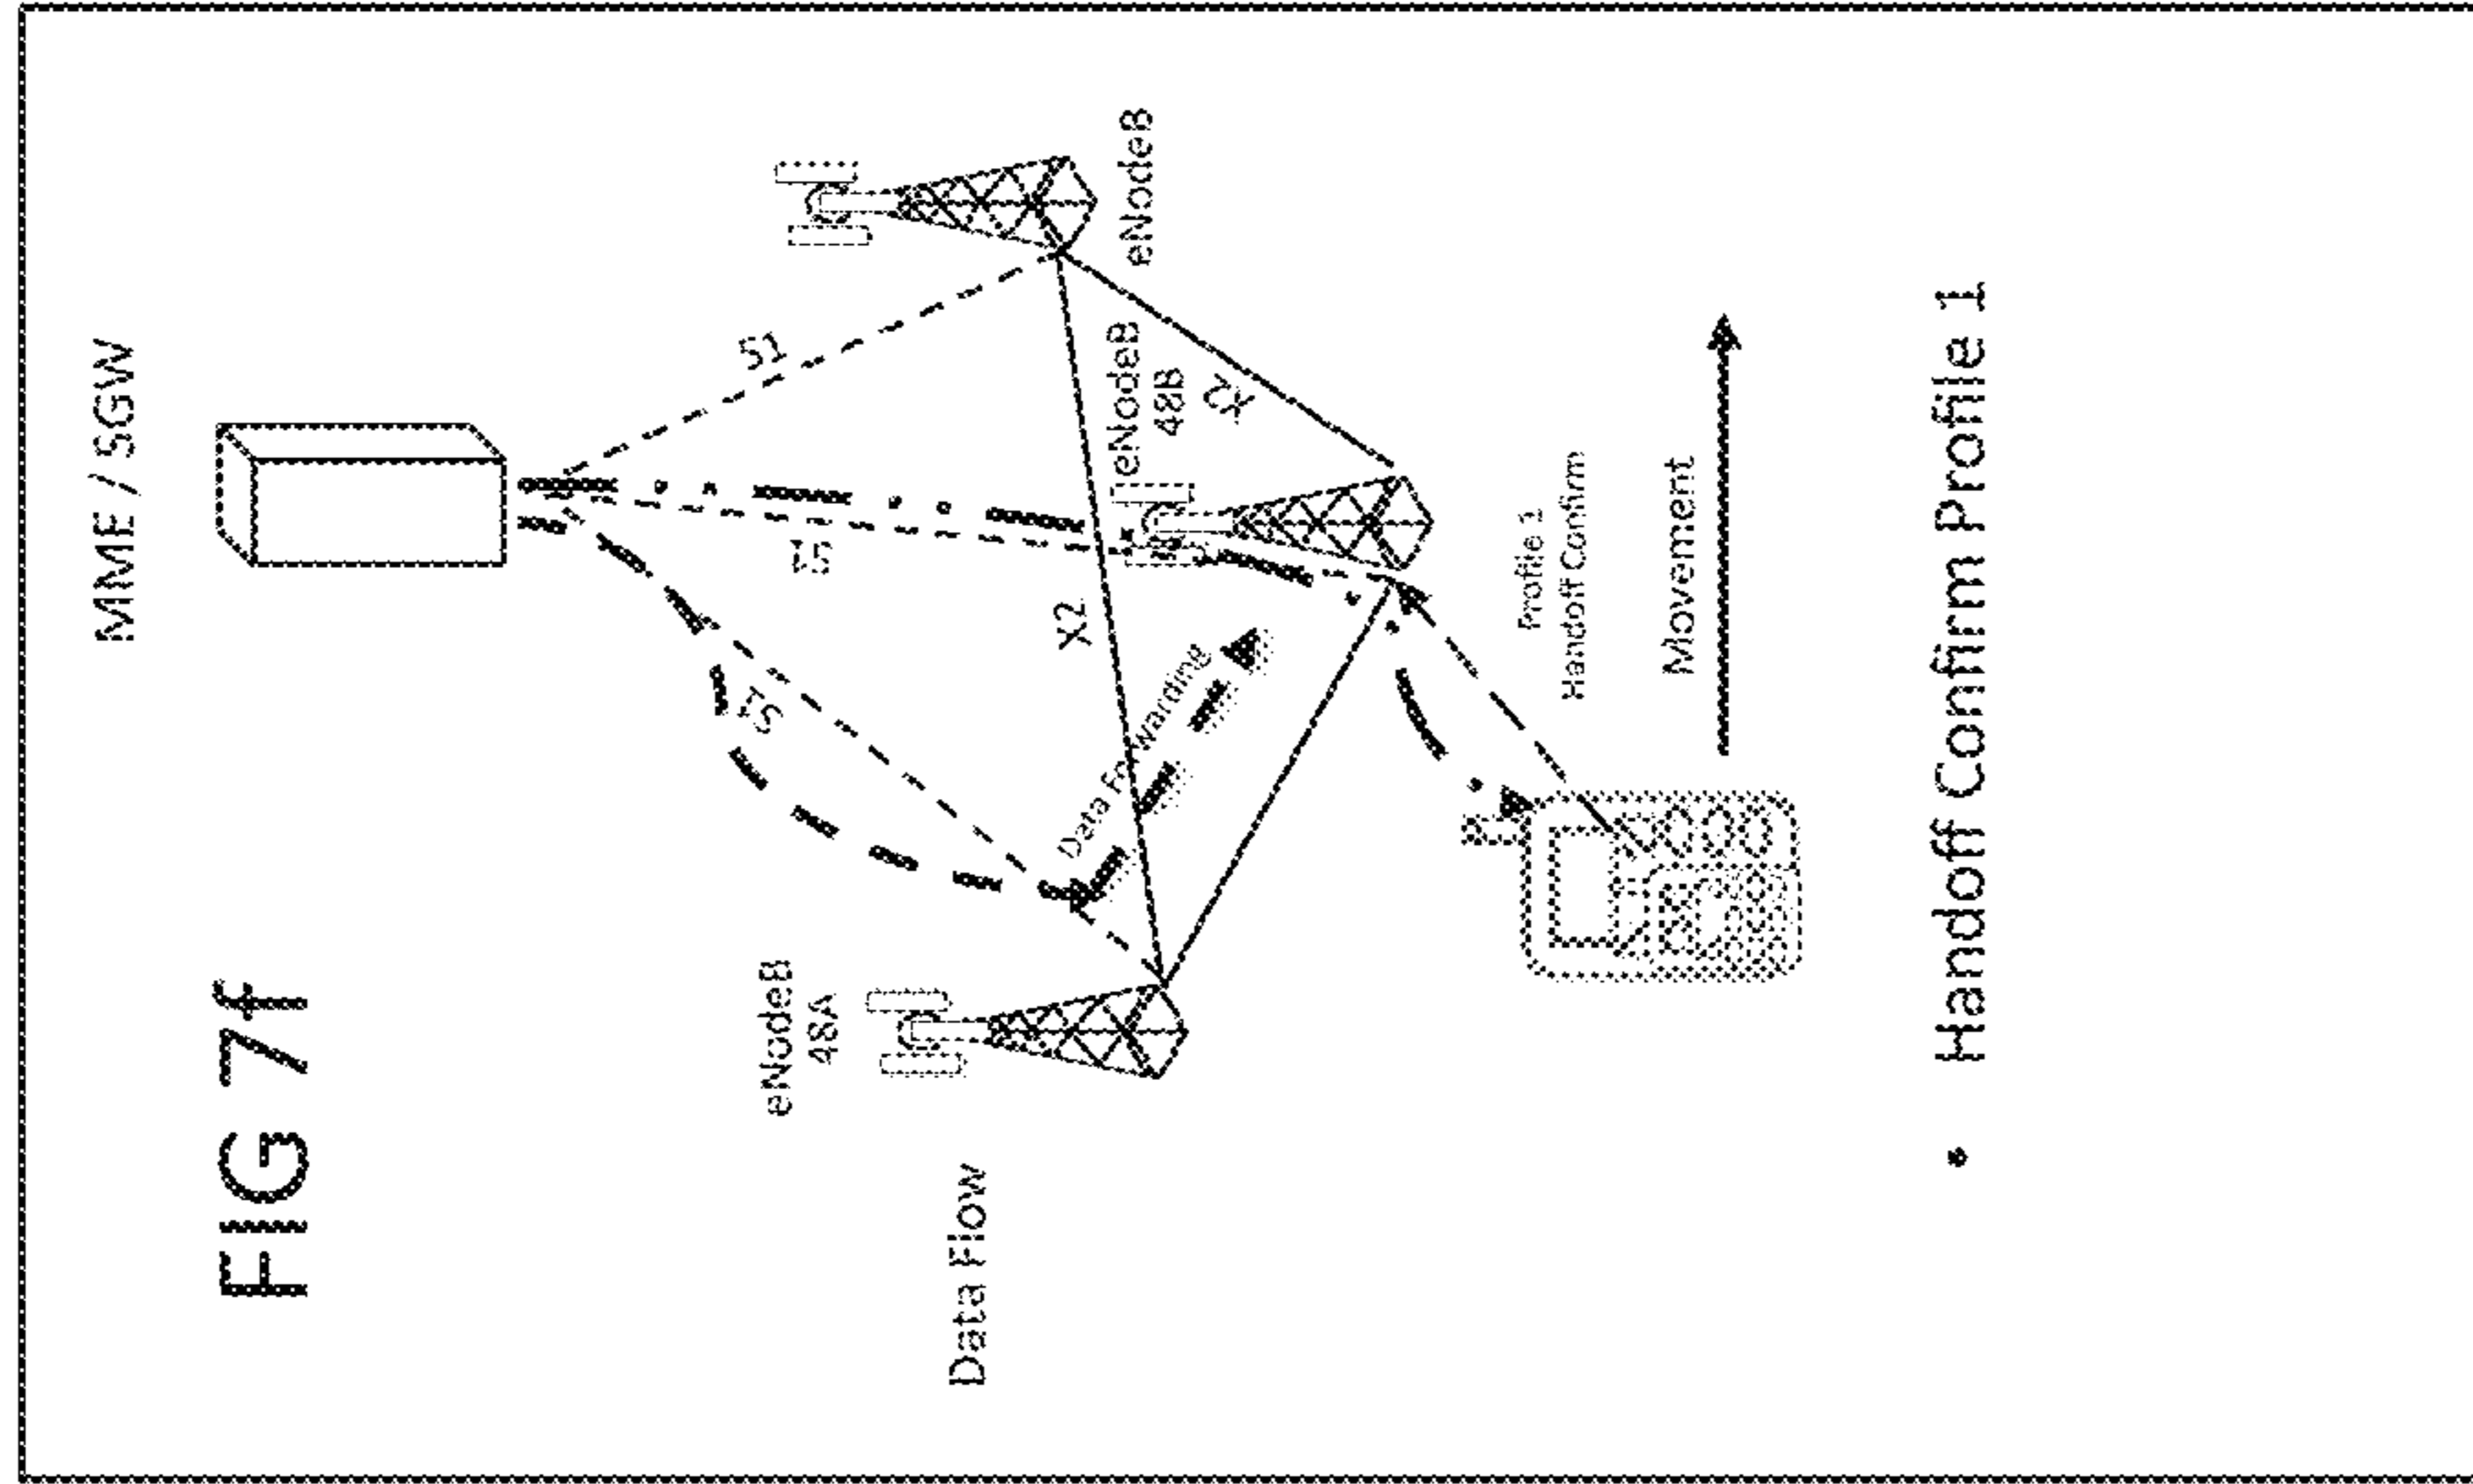 FIG 7f
MME / SGW
eNodeB
48A
Data Flow
S1
S1
S1
X2
X2
eNodeB
48B
eNodeB
Data Forwarding
Profile 1
Handoff Confirm
Movement
• Handoff Confirm Profile 1